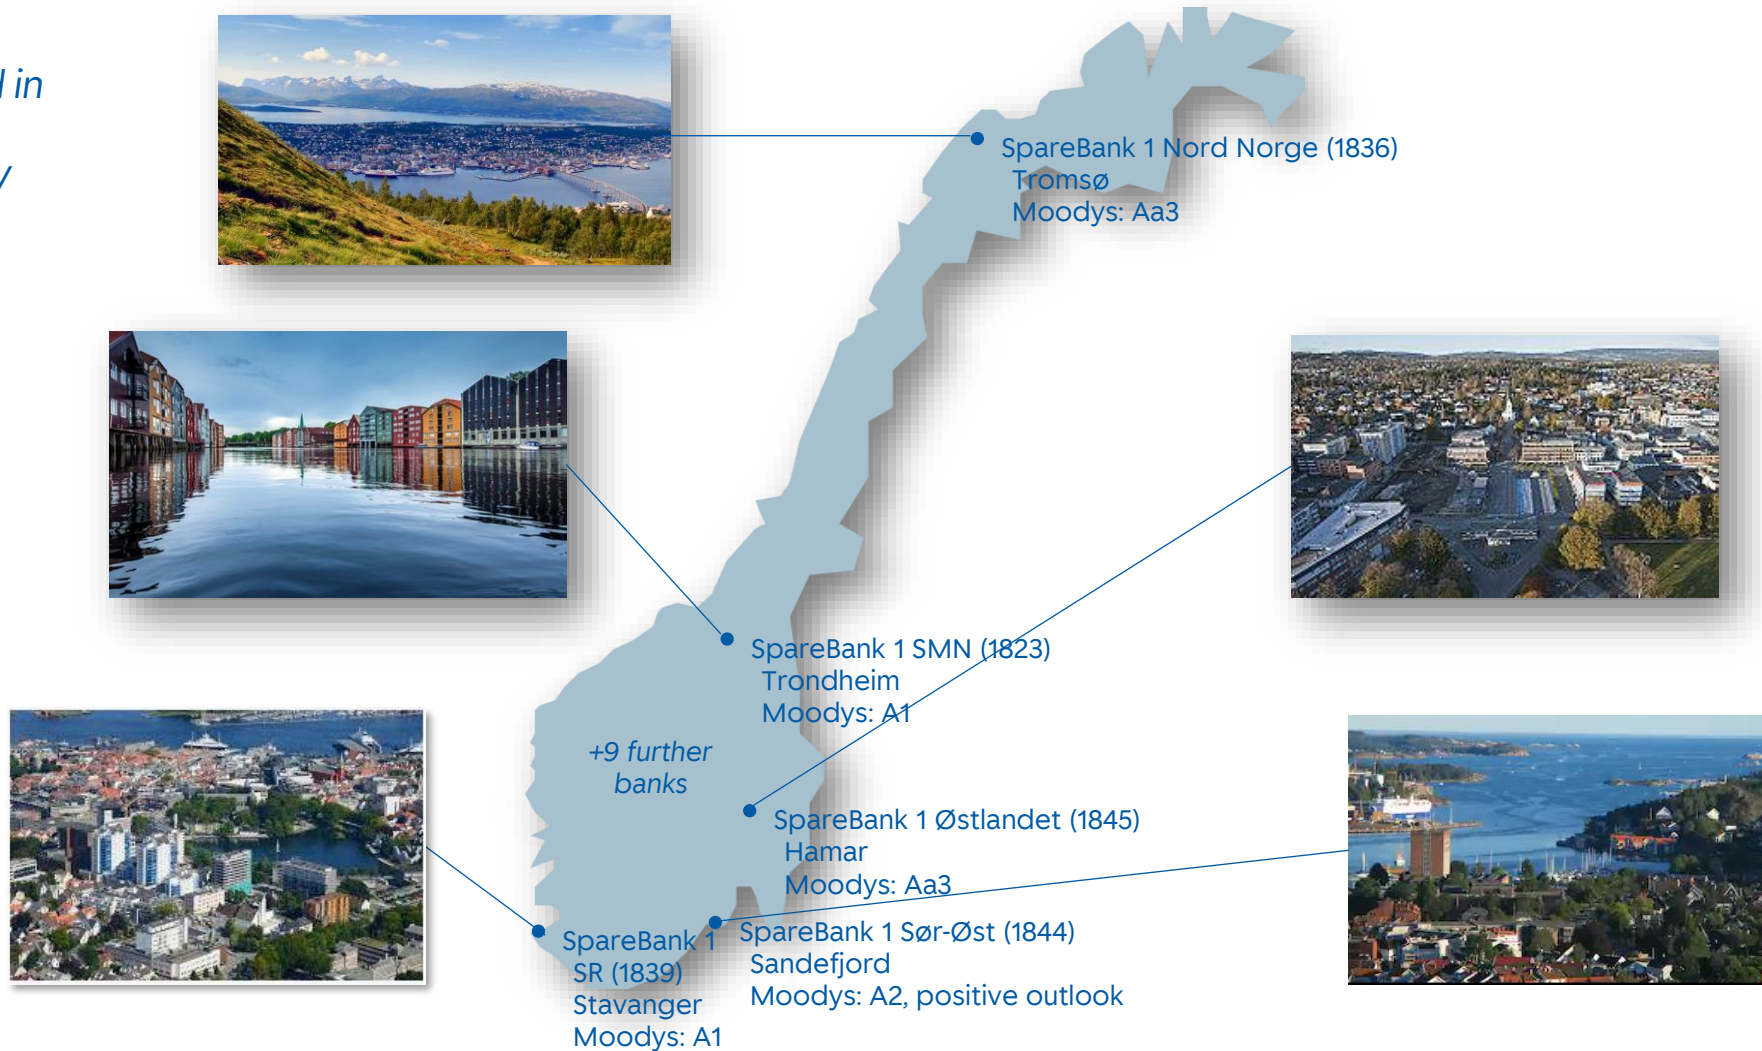 in
SpareBank 1 Nord Norge (1836)
Tromsø
Moodys: Aa3
SpareBank 1 SMN (1823)
Trondheim
Moodys: A1
+9 further
banks
SpareBank 1 Østlandet (1845)
Hamar
Moodys: Aa3
SpareBank 1 Sør-Øst (1844)
Sandefjord
Moodys: A2, positive outlook
SpareBank 1
SR (1839)
Stavanger
Moodys: A1